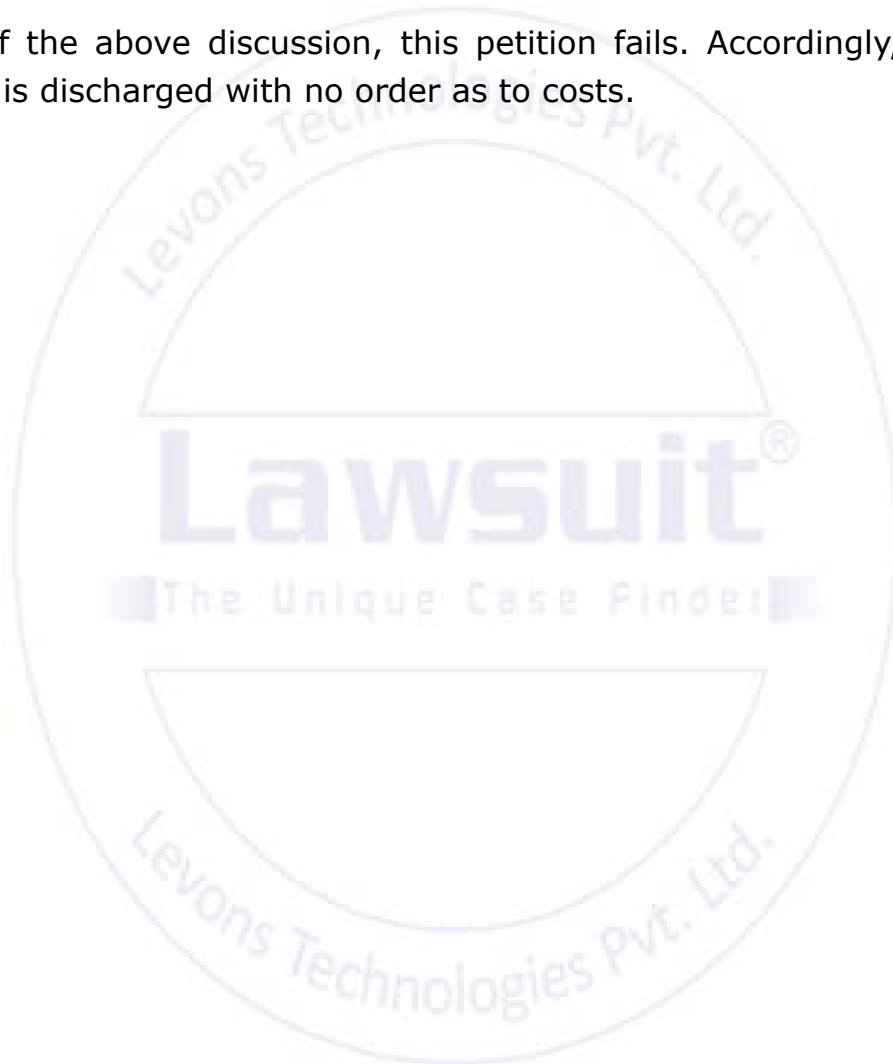 f the above discussion, this petition fails. Accordingly,
is discharged with no order as to costs.
Levons Technologies Pvt. Ltd.
Lawsuit®
The Unique Case Finder
Levons Technologies Pvt. Ltd.